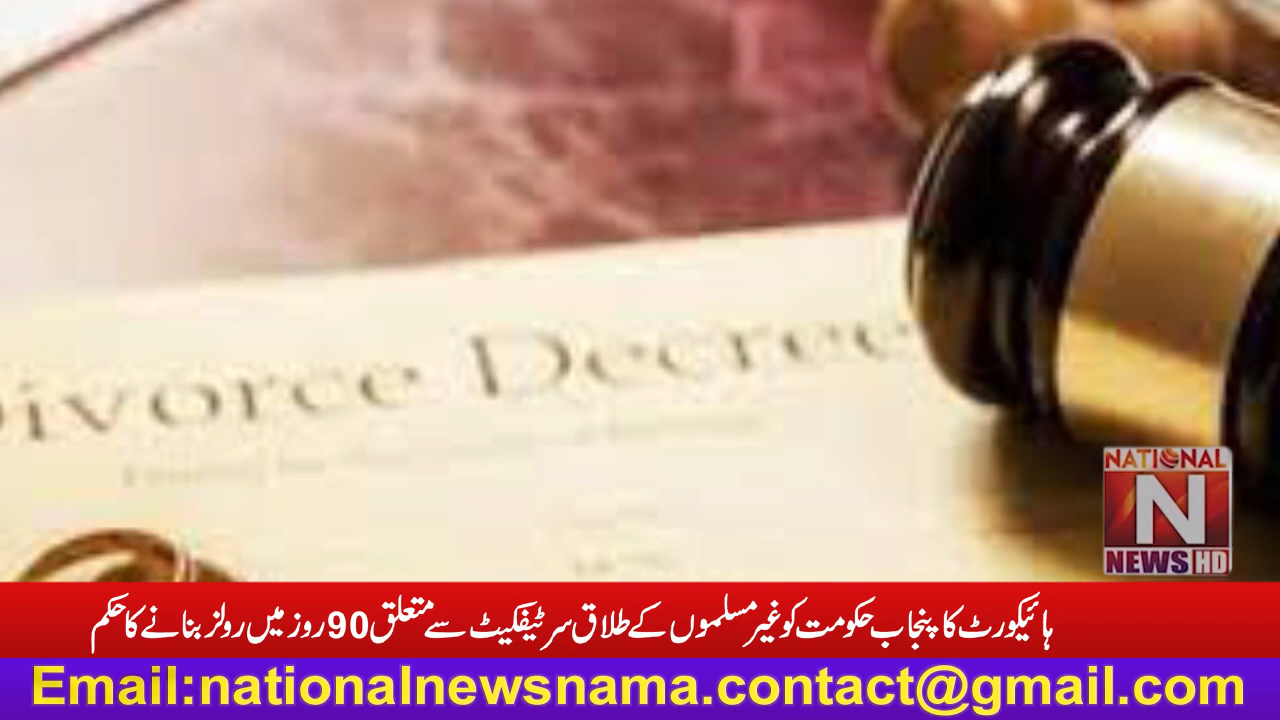 Divorce Decree
NATIONAL
N
NEWS HD
ہائیکورٹ کا پنجاب حکومت کو غیر مسلموں کے طلاق سرٹیفکیٹ سے متعلق 90 روز میں رولز بنانے کا حکم
Email:nationalnewsnama.contact@gmail.com